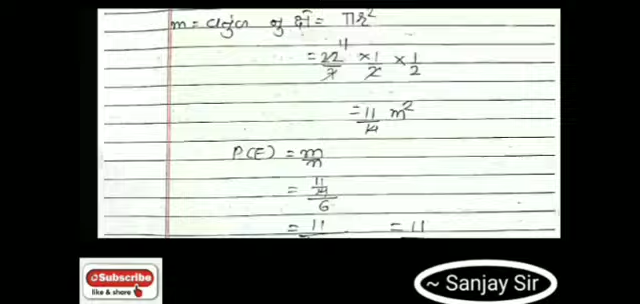 m = વર્તુળ નું ક્ષે = πr²
= 22/7 11 × 1/2 × 1/2
= 11/14 m²
P(E) = m/n
= 11/14/6
= 11 = 11
Subscribe
like & share
~ Sanjay Sir